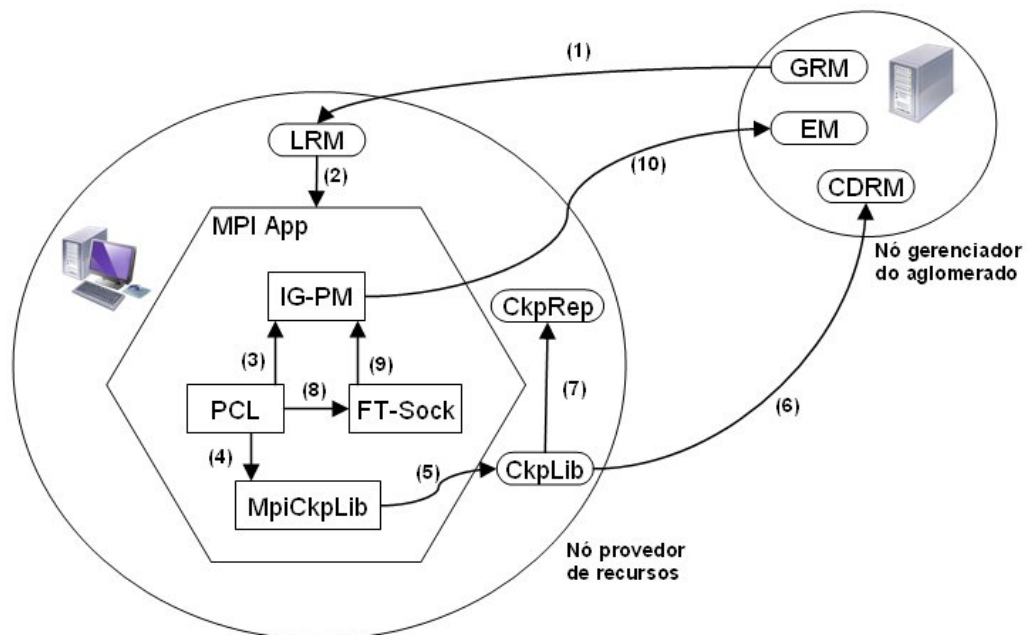 (1)
GRM
LRM
EM
(2)
(10)
CDRM
MPI App
Nó gerenciador
do aglomerado
IG-PM
CkpRep
(3)
(9)
(7)
(8)
PCL
FT-Sock
(6)
(4)
(5)
CkpLib
MpiCkpLib
Nó provedor
de recursos